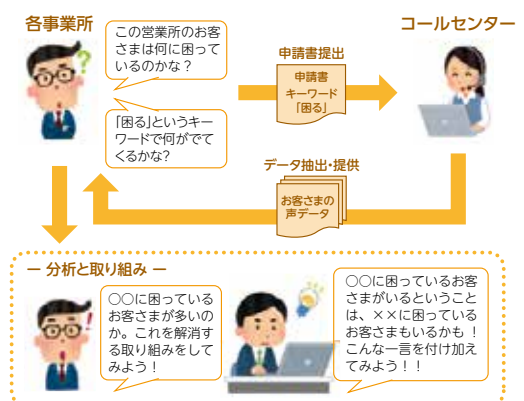 各事業所
コールセンター
この営業所のお客
さまは何に困って
いるのかな？
「困る」というキー
ワードで何がでて
くるかな?
申請書提出
申請書
キーワード
「困る」
データ抽出・提供
お客さまの
声データ
ー 分析と取り組み ー
○○に困っている
お客さまが多いの
か。これを解消す
る取り組みをして
みよう！
○○に困っているお客
さまがいるということ
は、××に困っている
お客さまもいるかも！
こんな一言を付け加え
てみよう！！